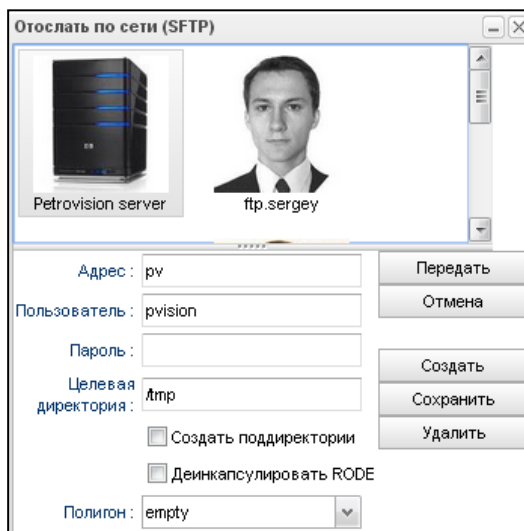 Отослать по сети (SFTP)
Petrovision server
ftp.sergey
Адрес : pv
Передать
Пользователь : pvision
Отмена
Пароль :
Создать
Целевая директория : /tmp
Сохранить
Создать поддиректории
Удалить
Деинкапсулировать RODE
Полигон : empty